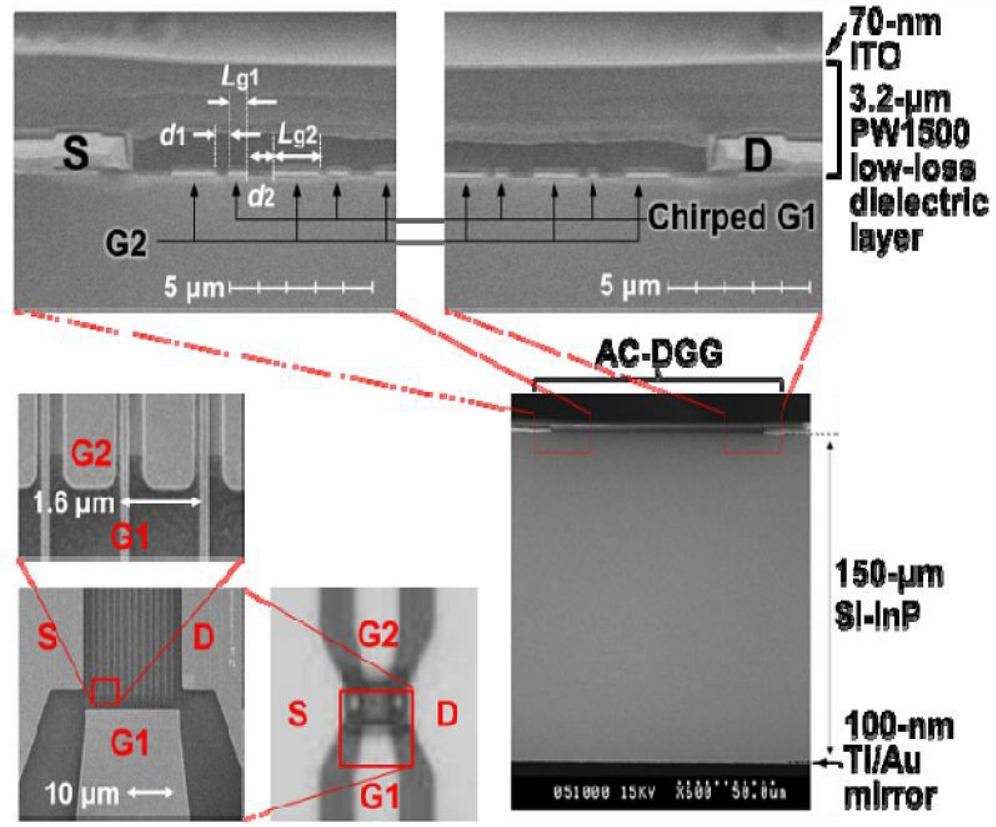 70-nm
ITO
3.2-μm
PW1500
low-loss
dielectric
layer
Lg1
d1
Lg2
S
D
d2
Chirped G1
G2
5 μm
5 μm
AC-DGG
G2
1.6 μm
G1
150-μm
SI-InP
S
D
G2
S
D
G1
G1
10 μm
100-nm
Ti/Au
mirror
051000 15KV X600 50.0um